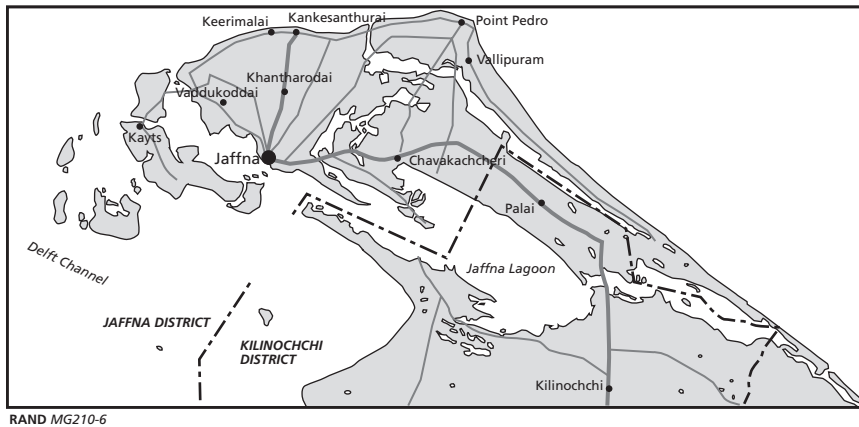 Keerimalai
Kankesanthurai
Point Pedro
Vallipuram
Khantharodai
Vaddukoddai
Kayts
Jaffna
Chavakachcheri
Palai
Delft Channel
Jaffna Lagoon
JAFFNA DISTRICT
KILINOCHCHI
DISTRICT
Kilinochchi
RAND MG210-6